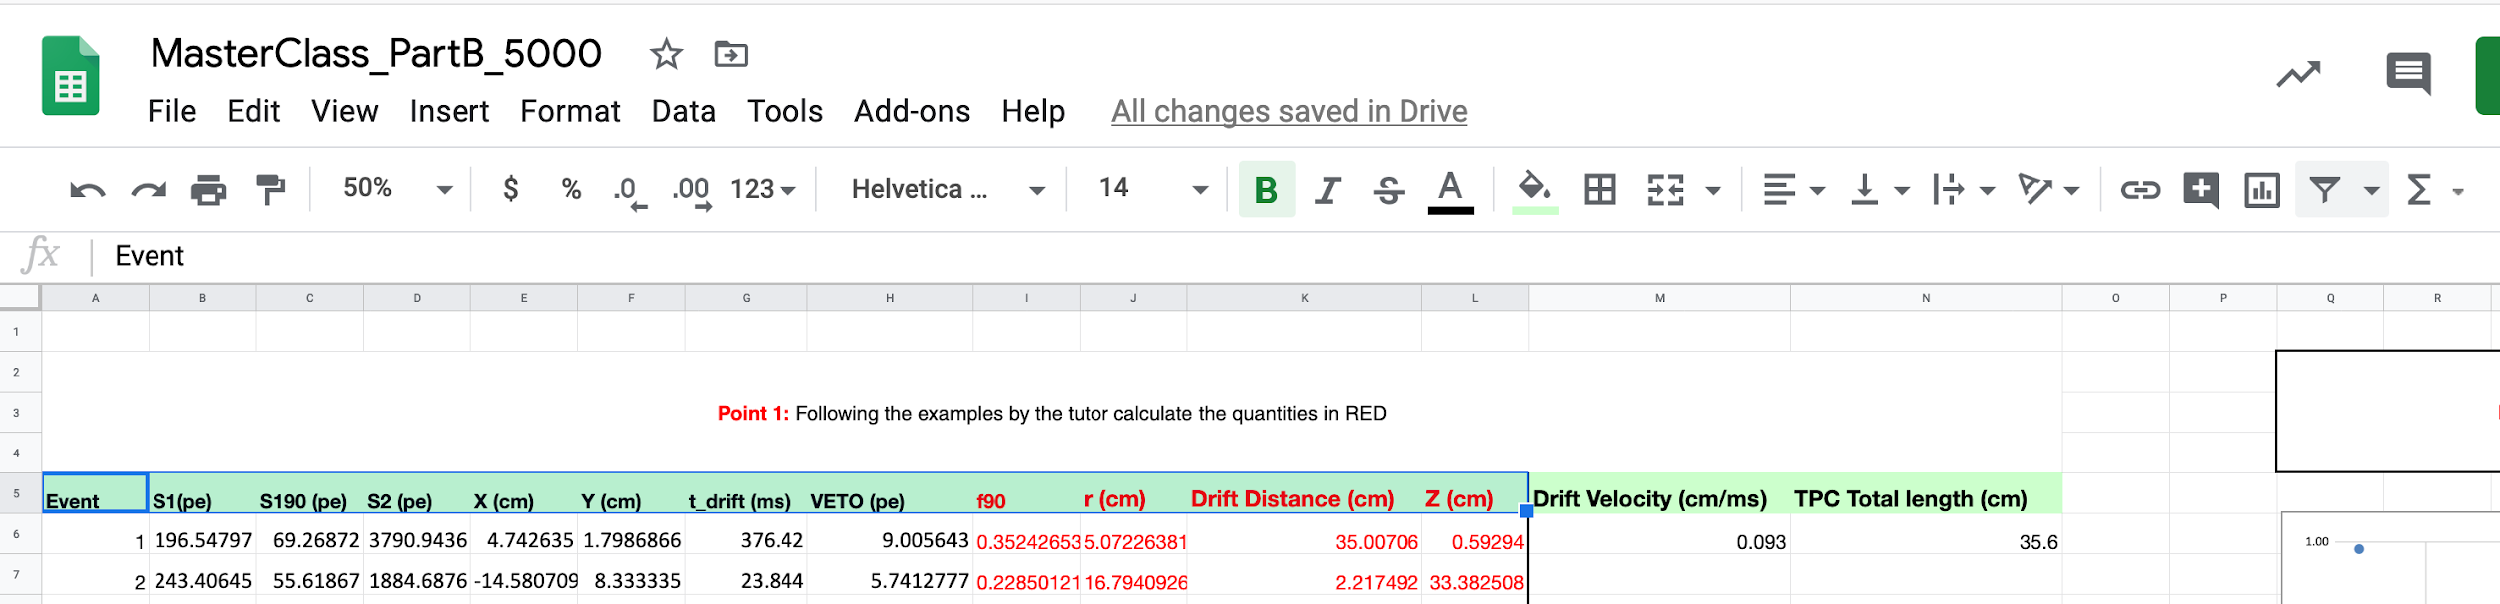 MasterClass_PartB_5000
File Edit View Insert Format Data Tools Add-ons Help All changes saved in Drive
50% $ % .0 .00 123 Helvetica ... 14 B I S A
fx Event
A B C D E F G H I J K L M N O P Q R
1
2
3 Point 1: Following the examples by the tutor calculate the quantities in RED
4
5 Event S1(pe) S190 (pe) S2 (pe) X (cm) Y (cm) t_drift (ms) VETO (pe) f90 r (cm) Drift Distance (cm) Z (cm) Drift Velocity (cm/ms) TPC Total length (cm)
6 1 196.54797 69.26872 3790.9436 4.742635 1.7986866 376.42 9.005643 0.35242653 5.07226381 35.00706 0.59294 0.093 35.6 1.00
7 2 243.40645 55.61867 1884.6876 -14.580709 8.333335 23.844 5.7412777 0.22850121 16.7940926 2.217492 33.382508